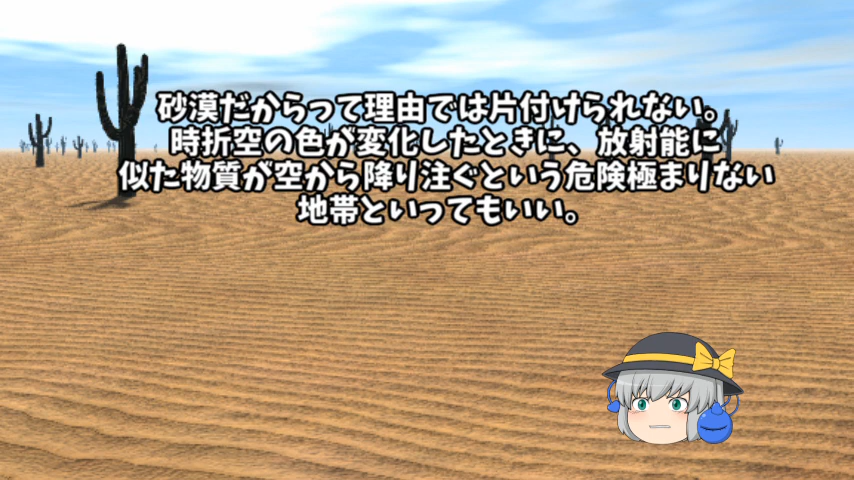 砂漠だからって理由では片付けられない。
時折空の色が変化したときに、放射能に
似た物質が空から降り注ぐという危険極まりない
地帯といってもいい。